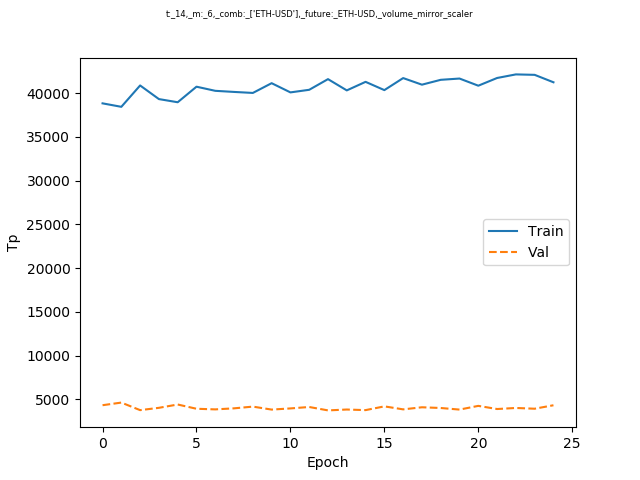 t:_14,_m:_6,_comb:_['ETH-USD'],_future:_ETH-USD,_volume_mirror_scaler
40000
35000
30000
25000
20000
15000
10000
5000
Tp
Train
Val
0 5 10 15 20 25
Epoch